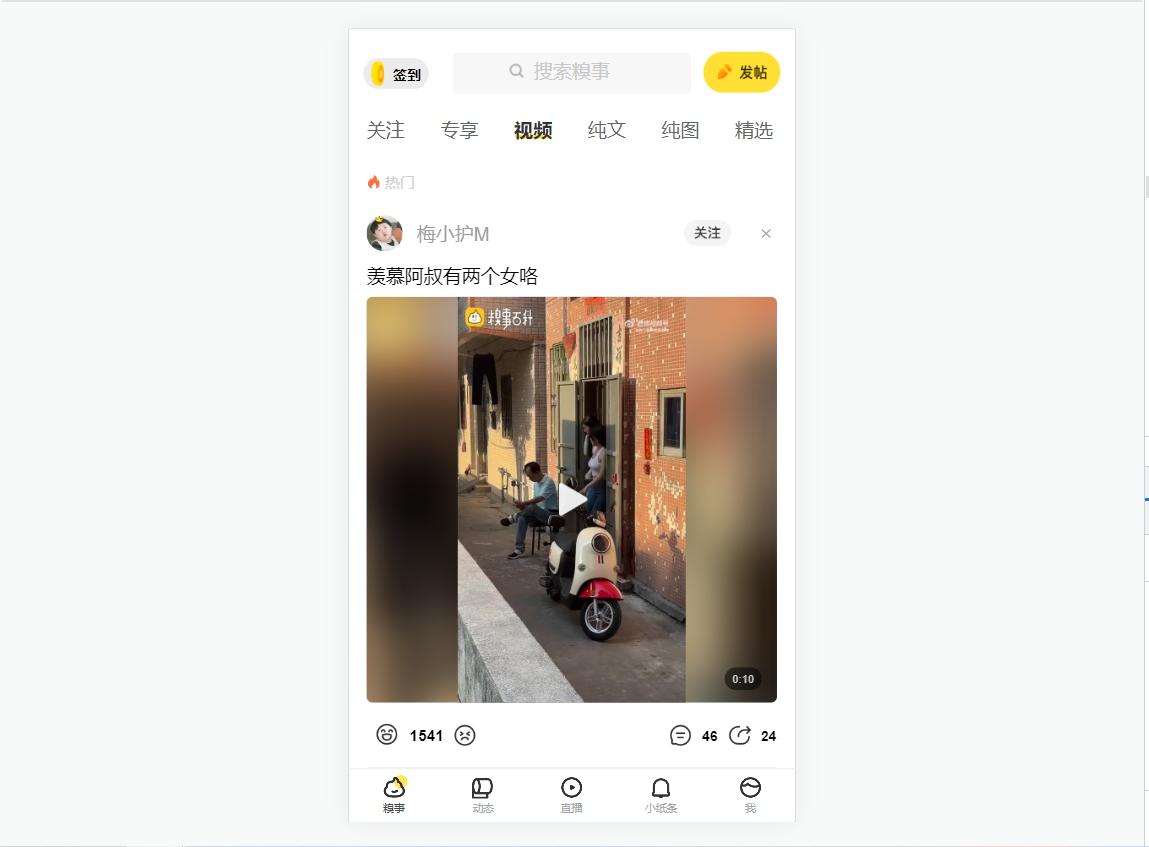 签到
搜索糗事
发帖
关注 专享 视频 纯文 纯图 精选
热门
梅小护M
关注
羡慕阿叔有两个女咯
糗事百科
0:10
1541
46
24
糗事 动态 直播 小纸条 我